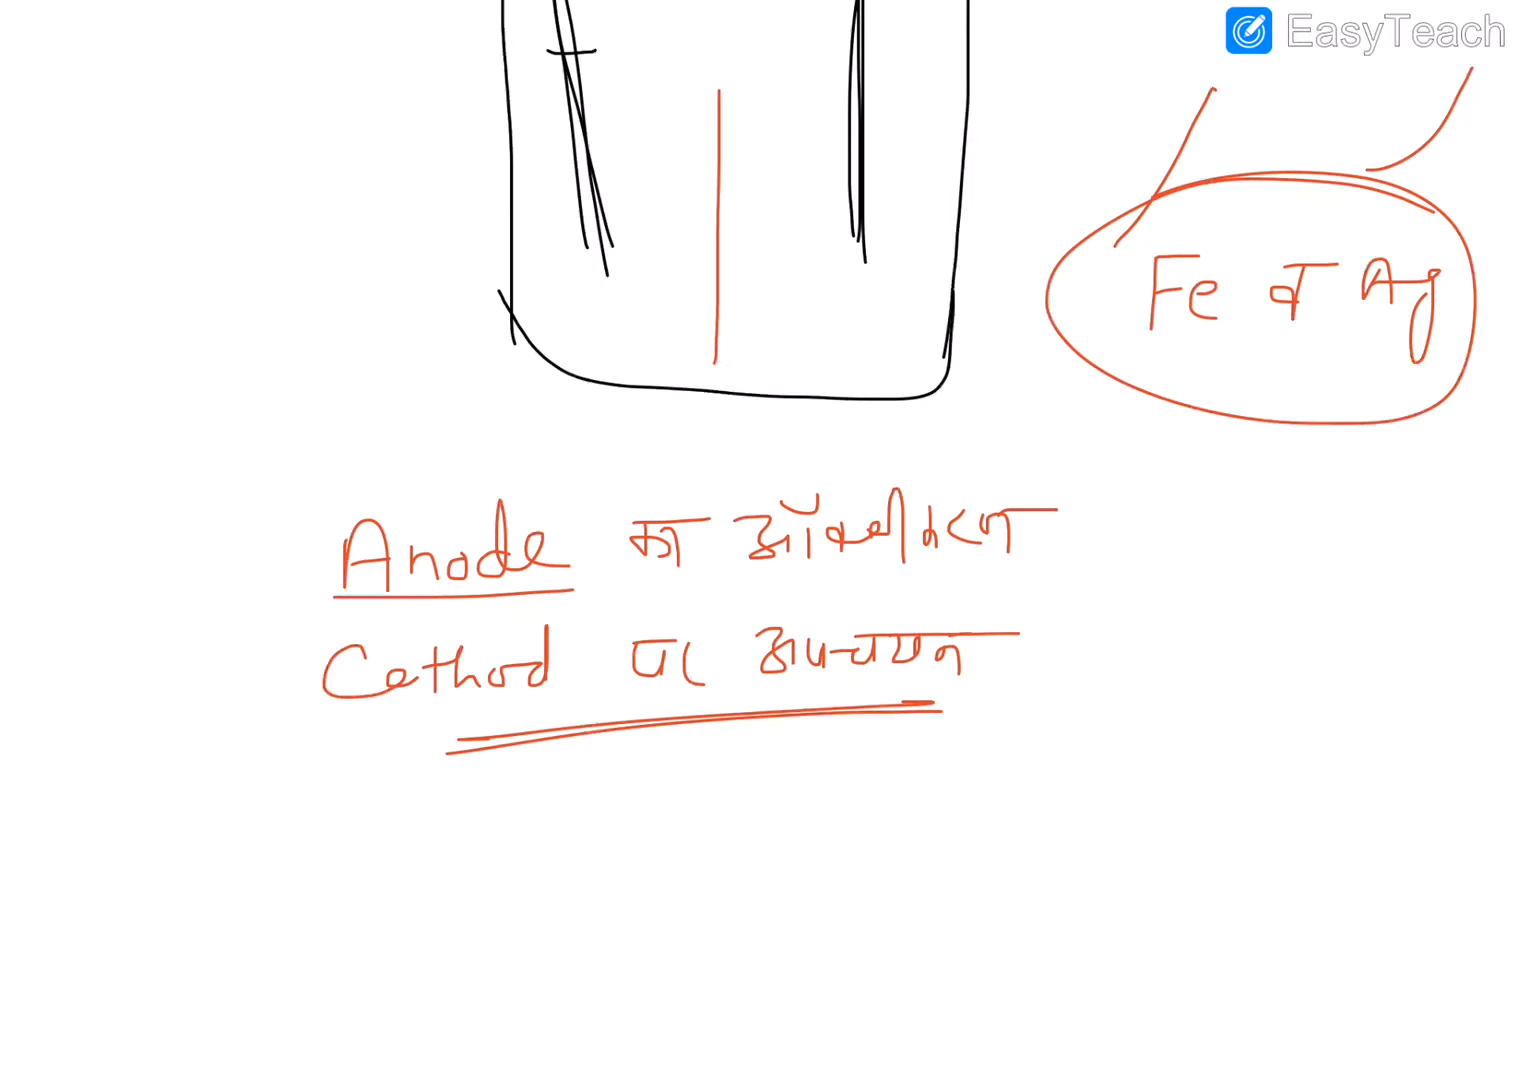 EasyTeach
Fe व Ag
Anode का ऑक्सीकरण
Cathod पर अपचयन